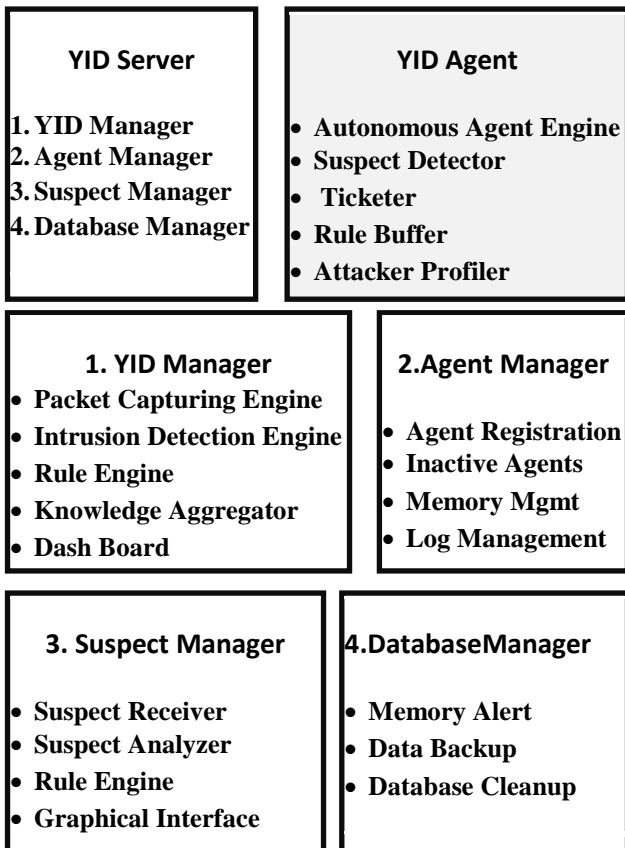 YID Server
1. YID Manager
2. Agent Manager
3. Suspect Manager
4. Database Manager
YID Agent
• Autonomous Agent Engine
• Suspect Detector
• Ticketer
• Rule Buffer
• Attacker Profiler
1. YID Manager
• Packet Capturing Engine
• Intrusion Detection Engine
• Rule Engine
• Knowledge Aggregator
• Dash Board
2.Agent Manager
• Agent Registration
• Inactive Agents
• Memory Mgmt
• Log Management
3. Suspect Manager
• Suspect Receiver
• Suspect Analyzer
• Rule Engine
• Graphical Interface
4.DatabaseManager
• Memory Alert
• Data Backup
• Database Cleanup